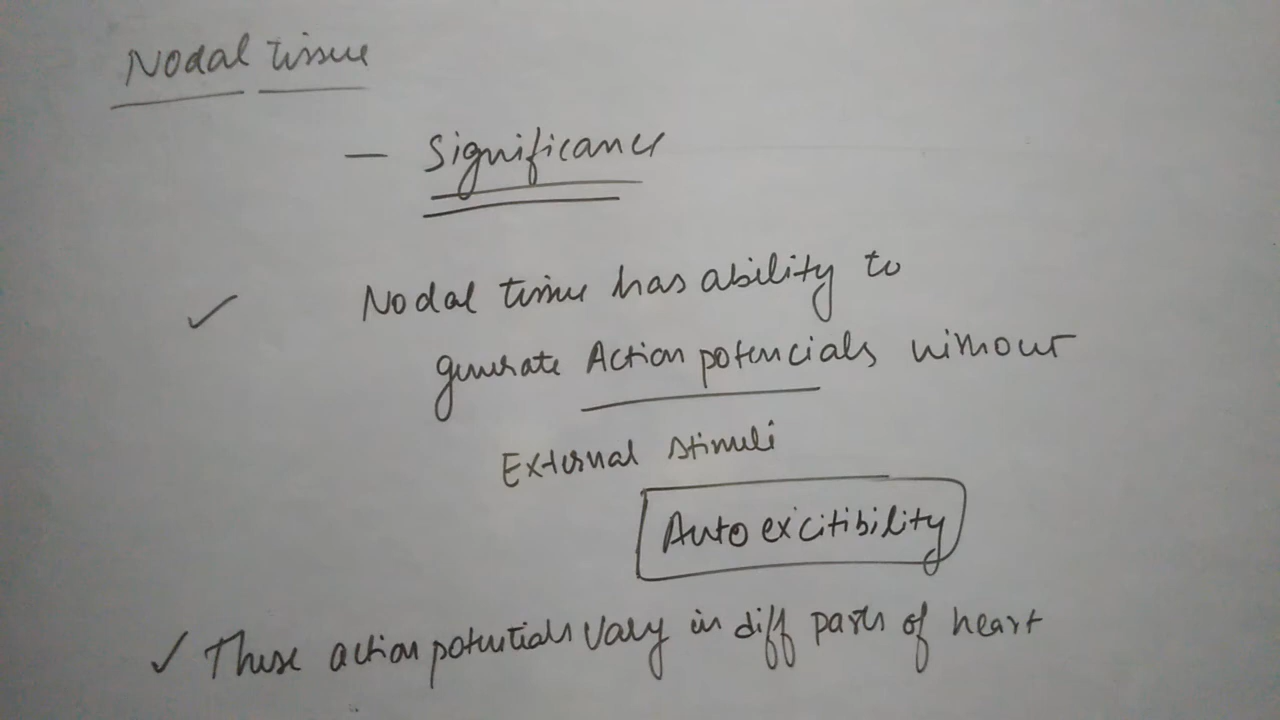 Nodal tissue
— Significance
✓ Nodal tissue has ability to
generate Action potencials without
External stimuli
Auto excitibility
✓ These action potentials vary in diff parts of heart